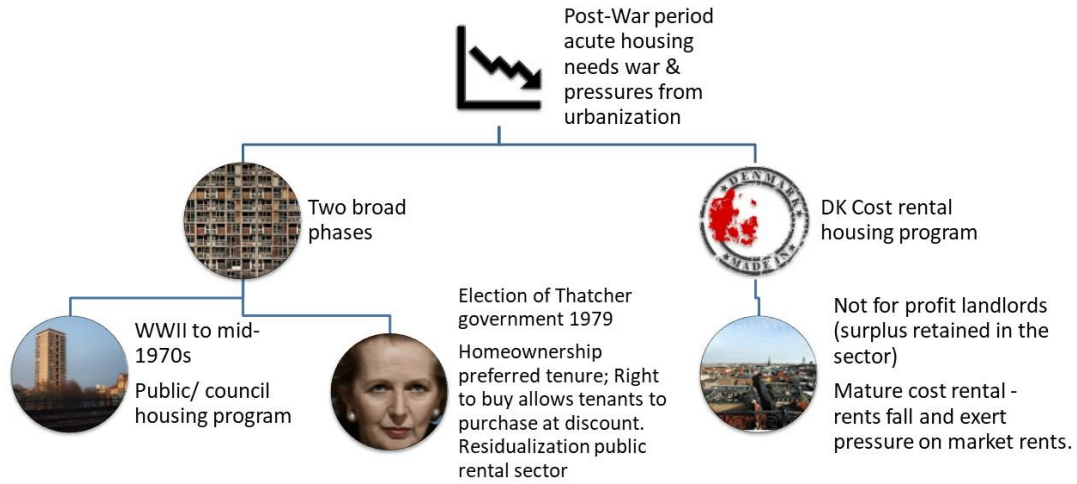 Post-War period
acute housing
needs war &
pressures from
urbanization
Two broad
phases
DENMARK
MADE IN
DK Cost rental
housing program
WWII to mid-
1970s
Public/ council
housing program
Election of Thatcher
government 1979
Homeownership
preferred tenure; Right
to buy allows tenants to
purchase at discount.
Residualization public
rental sector
Not for profit landlords
(surplus retained in the
sector)
Mature cost rental -
rents fall and exert
pressure on market rents.